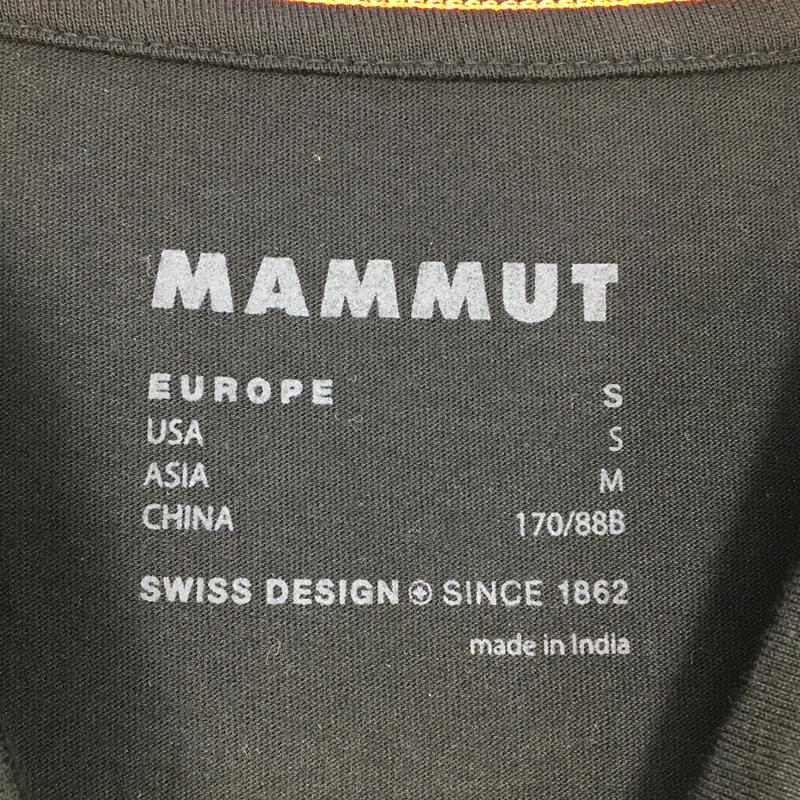 MAMMUT
EUROPE S
USA S
ASIA M
CHINA 170/88B
SWISS DESIGN SINCE 1862
made in India